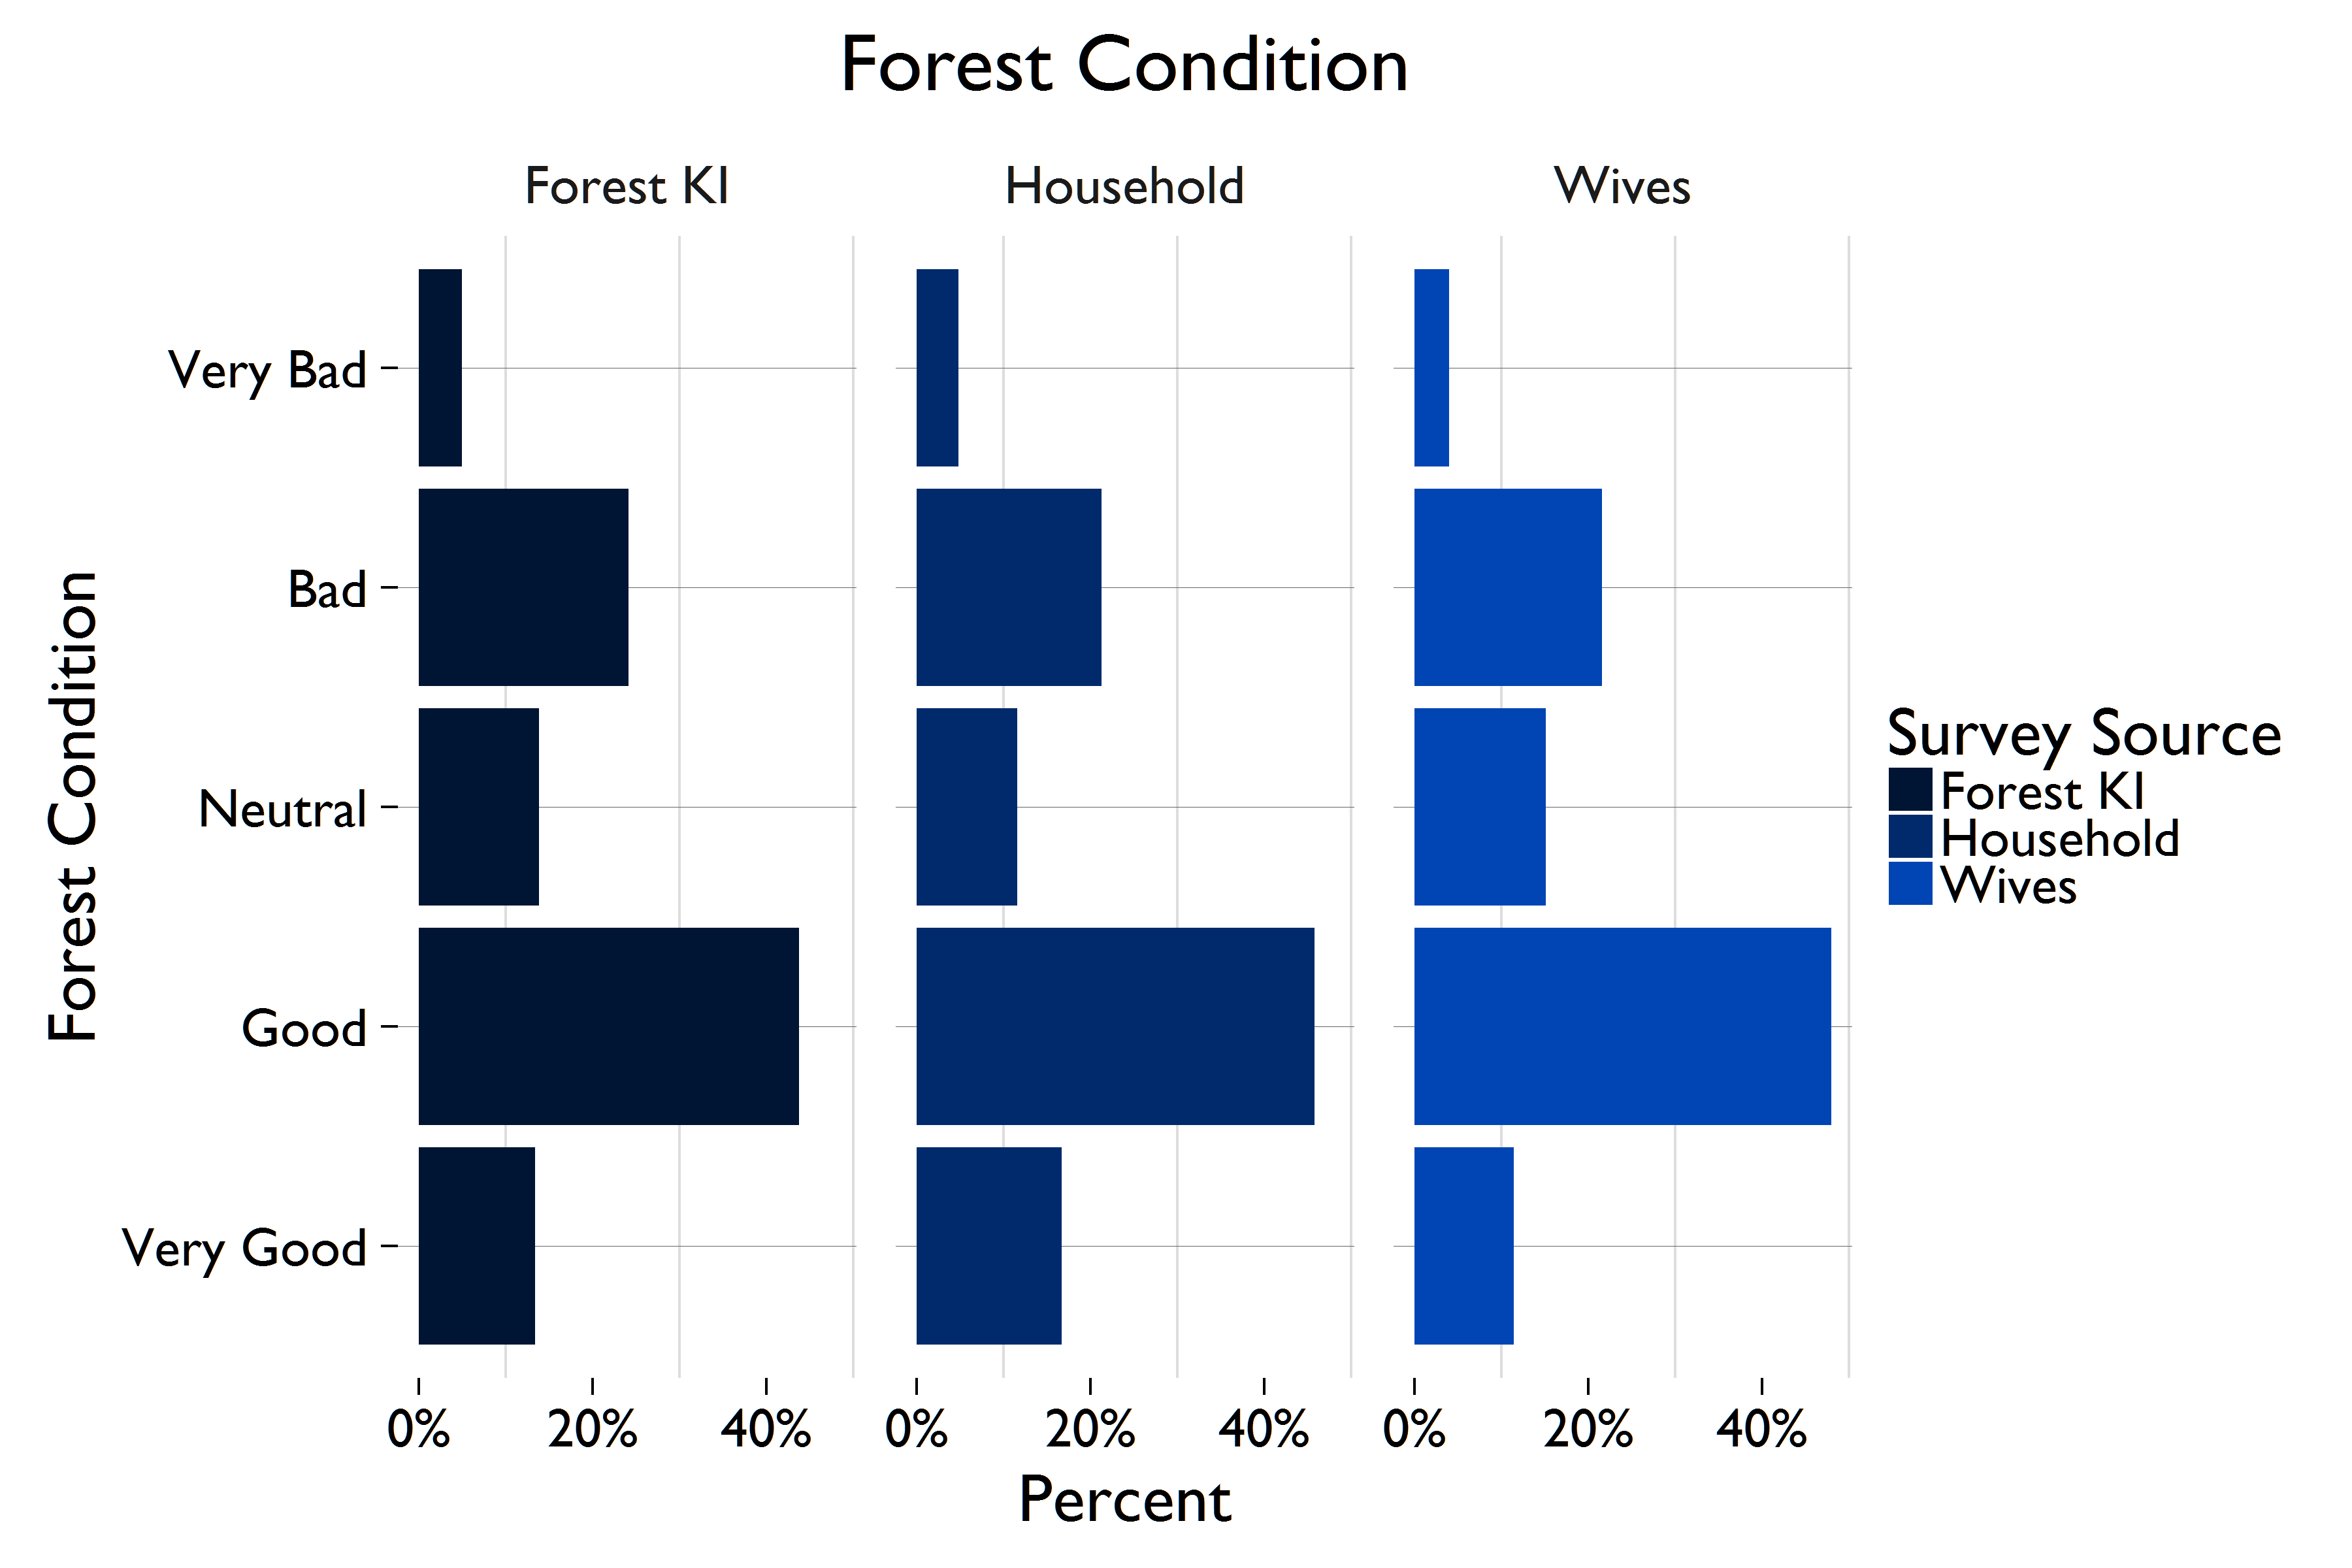 Forest Condition
Forest KI
Household
Wives
Forest Condition
Very Bad
Bad
Neutral
Good
Very Good
0% 20% 40% 0% 20% 40% 0% 20% 40%
Percent
Survey Source
Forest KI
Household
Wives